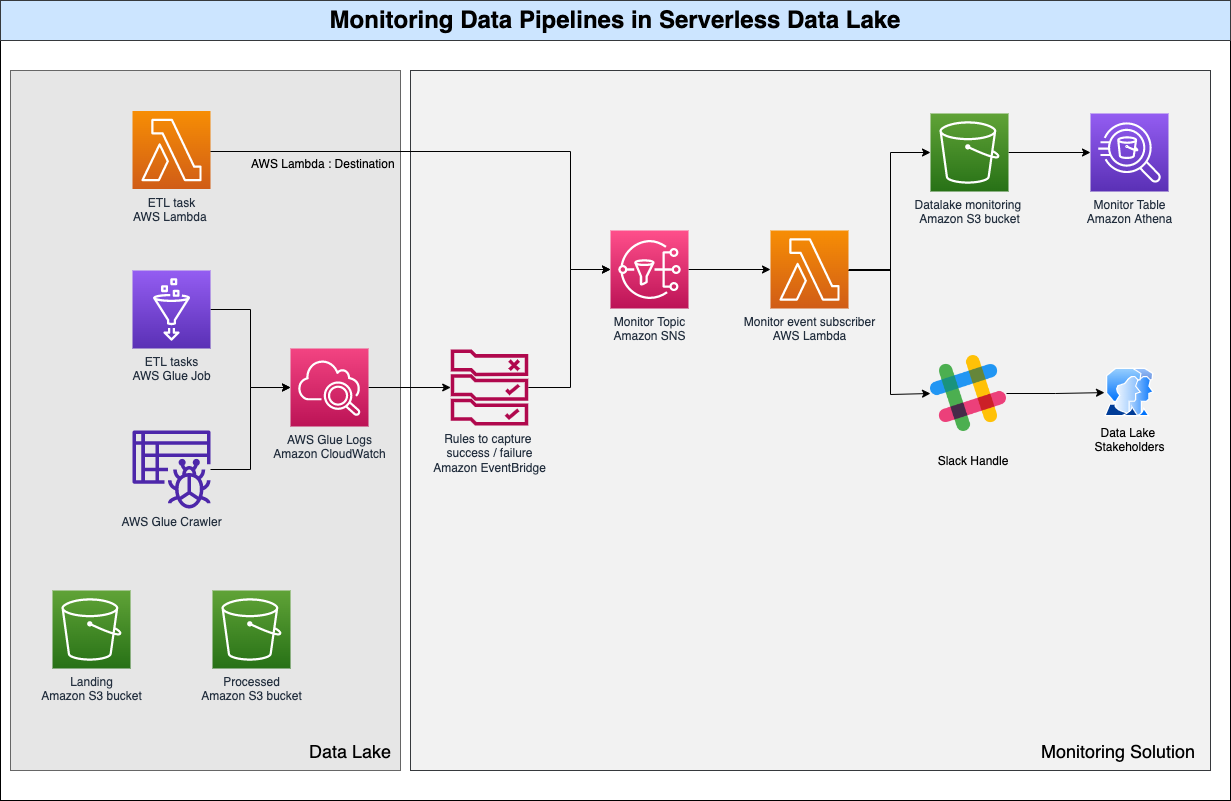 Monitoring Data Pipelines in Serverless Data Lake
AWS Lambda : Destination
ETL task
AWS Lambda
ETL tasks
AWS Glue Job
AWS Glue Logs
Amazon CloudWatch
AWS Glue Crawler
Landing
Amazon S3 bucket
Processed
Amazon S3 bucket
Data Lake
Rules to capture
success / failure
Amazon EventBridge
Monitor Topic
Amazon SNS
Monitor event subscriber
AWS Lambda
Datalake monitoring
Amazon S3 bucket
Monitor Table
Amazon Athena
Slack Handle
Data Lake
Stakeholders
Monitoring Solution